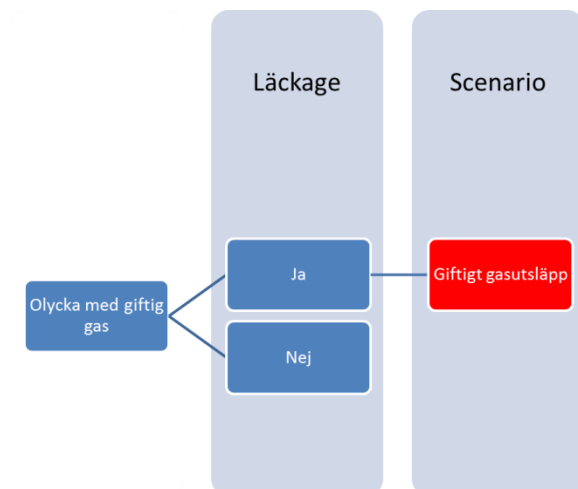 Läckage
Scenario
Olycka med giftig
gas
Ja
Nej
Giftigt gasutsläpp